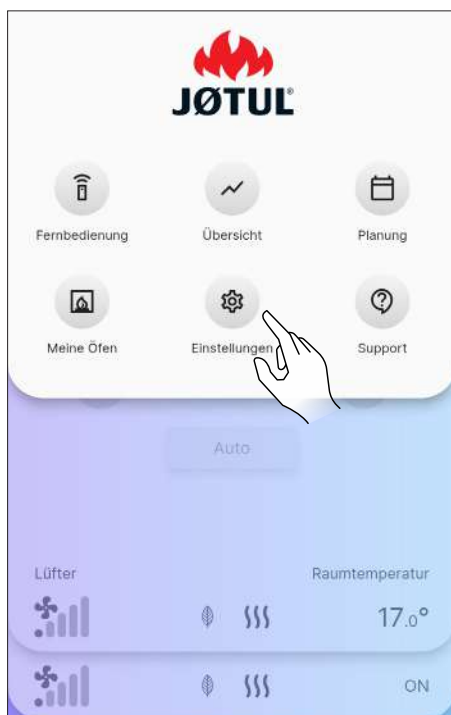 JØTUL®
Fernbedienung Übersicht Planung
Meine Öfen Einstellungen Support
Auto
Lüfter Raumtemperatur
17.0°
ON